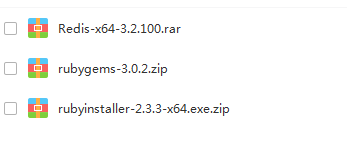 Redis-x64-3.2.100.rar
rubygems-3.0.2.zip
rubyinstaller-2.3.3-x64.exe.zip